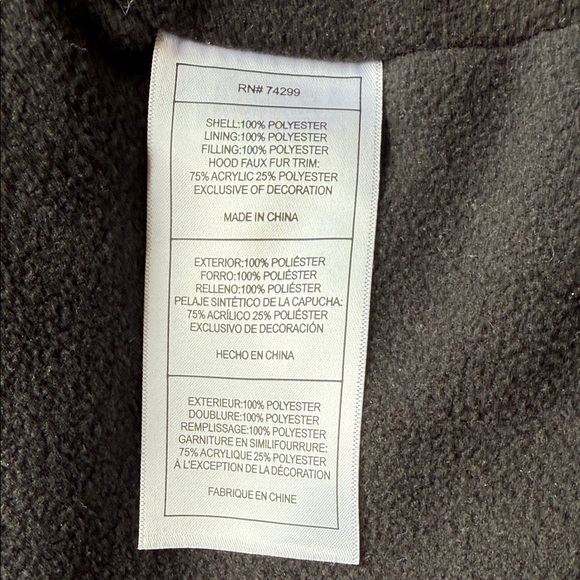 RN# 74299
SHELL:100% POLYESTER
LINING:100% POLYESTER
FILLING:100% POLYESTER
HOOD FAUX FUR TRIM:
75% ACRYLIC 25% POLYESTER
EXCLUSIVE OF DECORATION
MADE IN CHINA
EXTERIOR:100% POLIÉSTER
FORRO:100% POLIÉSTER
RELLENO:100% POLIÉSTER
PELAJE SINTÉTICO DE LA CAPUCHA:
75% ACRÍLICO 25% POLIÉSTER
EXCLUSIVO DE DECORACIÓN
HECHO EN CHINA
EXTERIEUR:100% POLYESTER
DOUBLURE:100% POLYESTER
REMPLISSAGE:100% POLYESTER
GARNITURE EN SIMILIFOURRURE:
75% ACRYLIQUE 25% POLYESTER
À L'EXCEPTION DE LA DÉCORATION
FABRIQUE EN CHINE